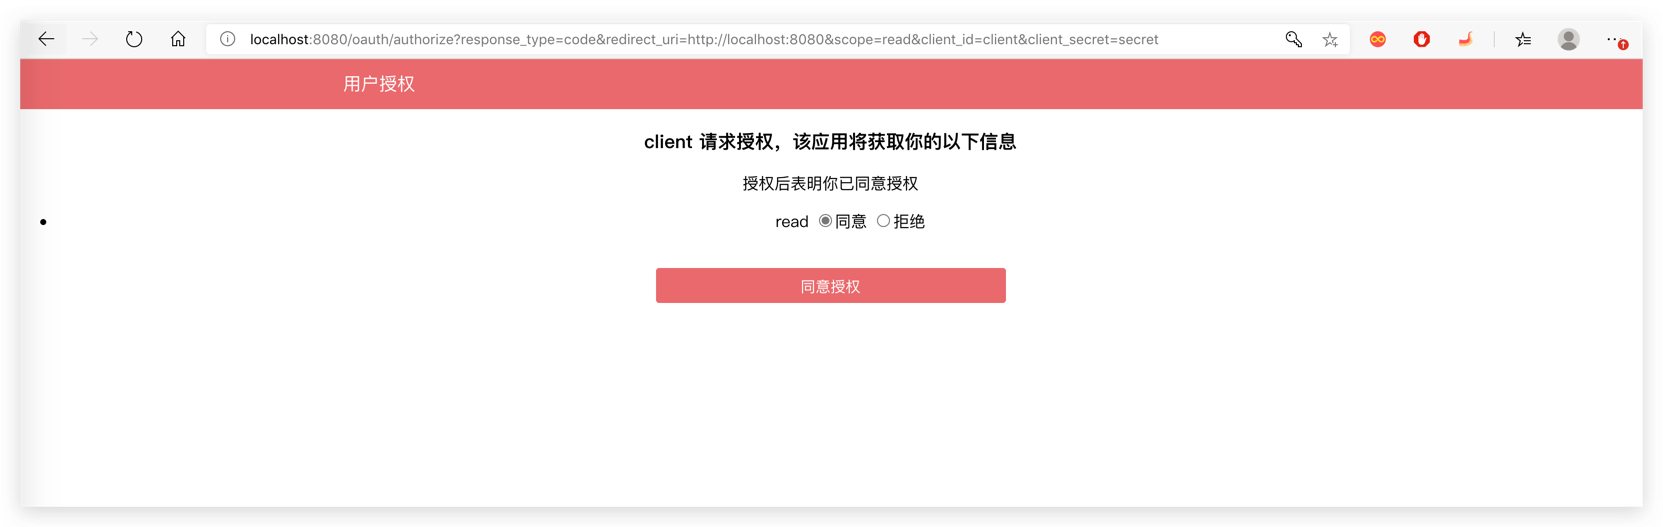 localhost:8080/oauth/authorize?response_type=code&redirect_uri=http://localhost:8080&scope=read&client_id=client&client_secret=secret
用户授权
client 请求授权，该应用将获取你的以下信息
授权后表明你已同意授权
read 同意 拒绝
同意授权